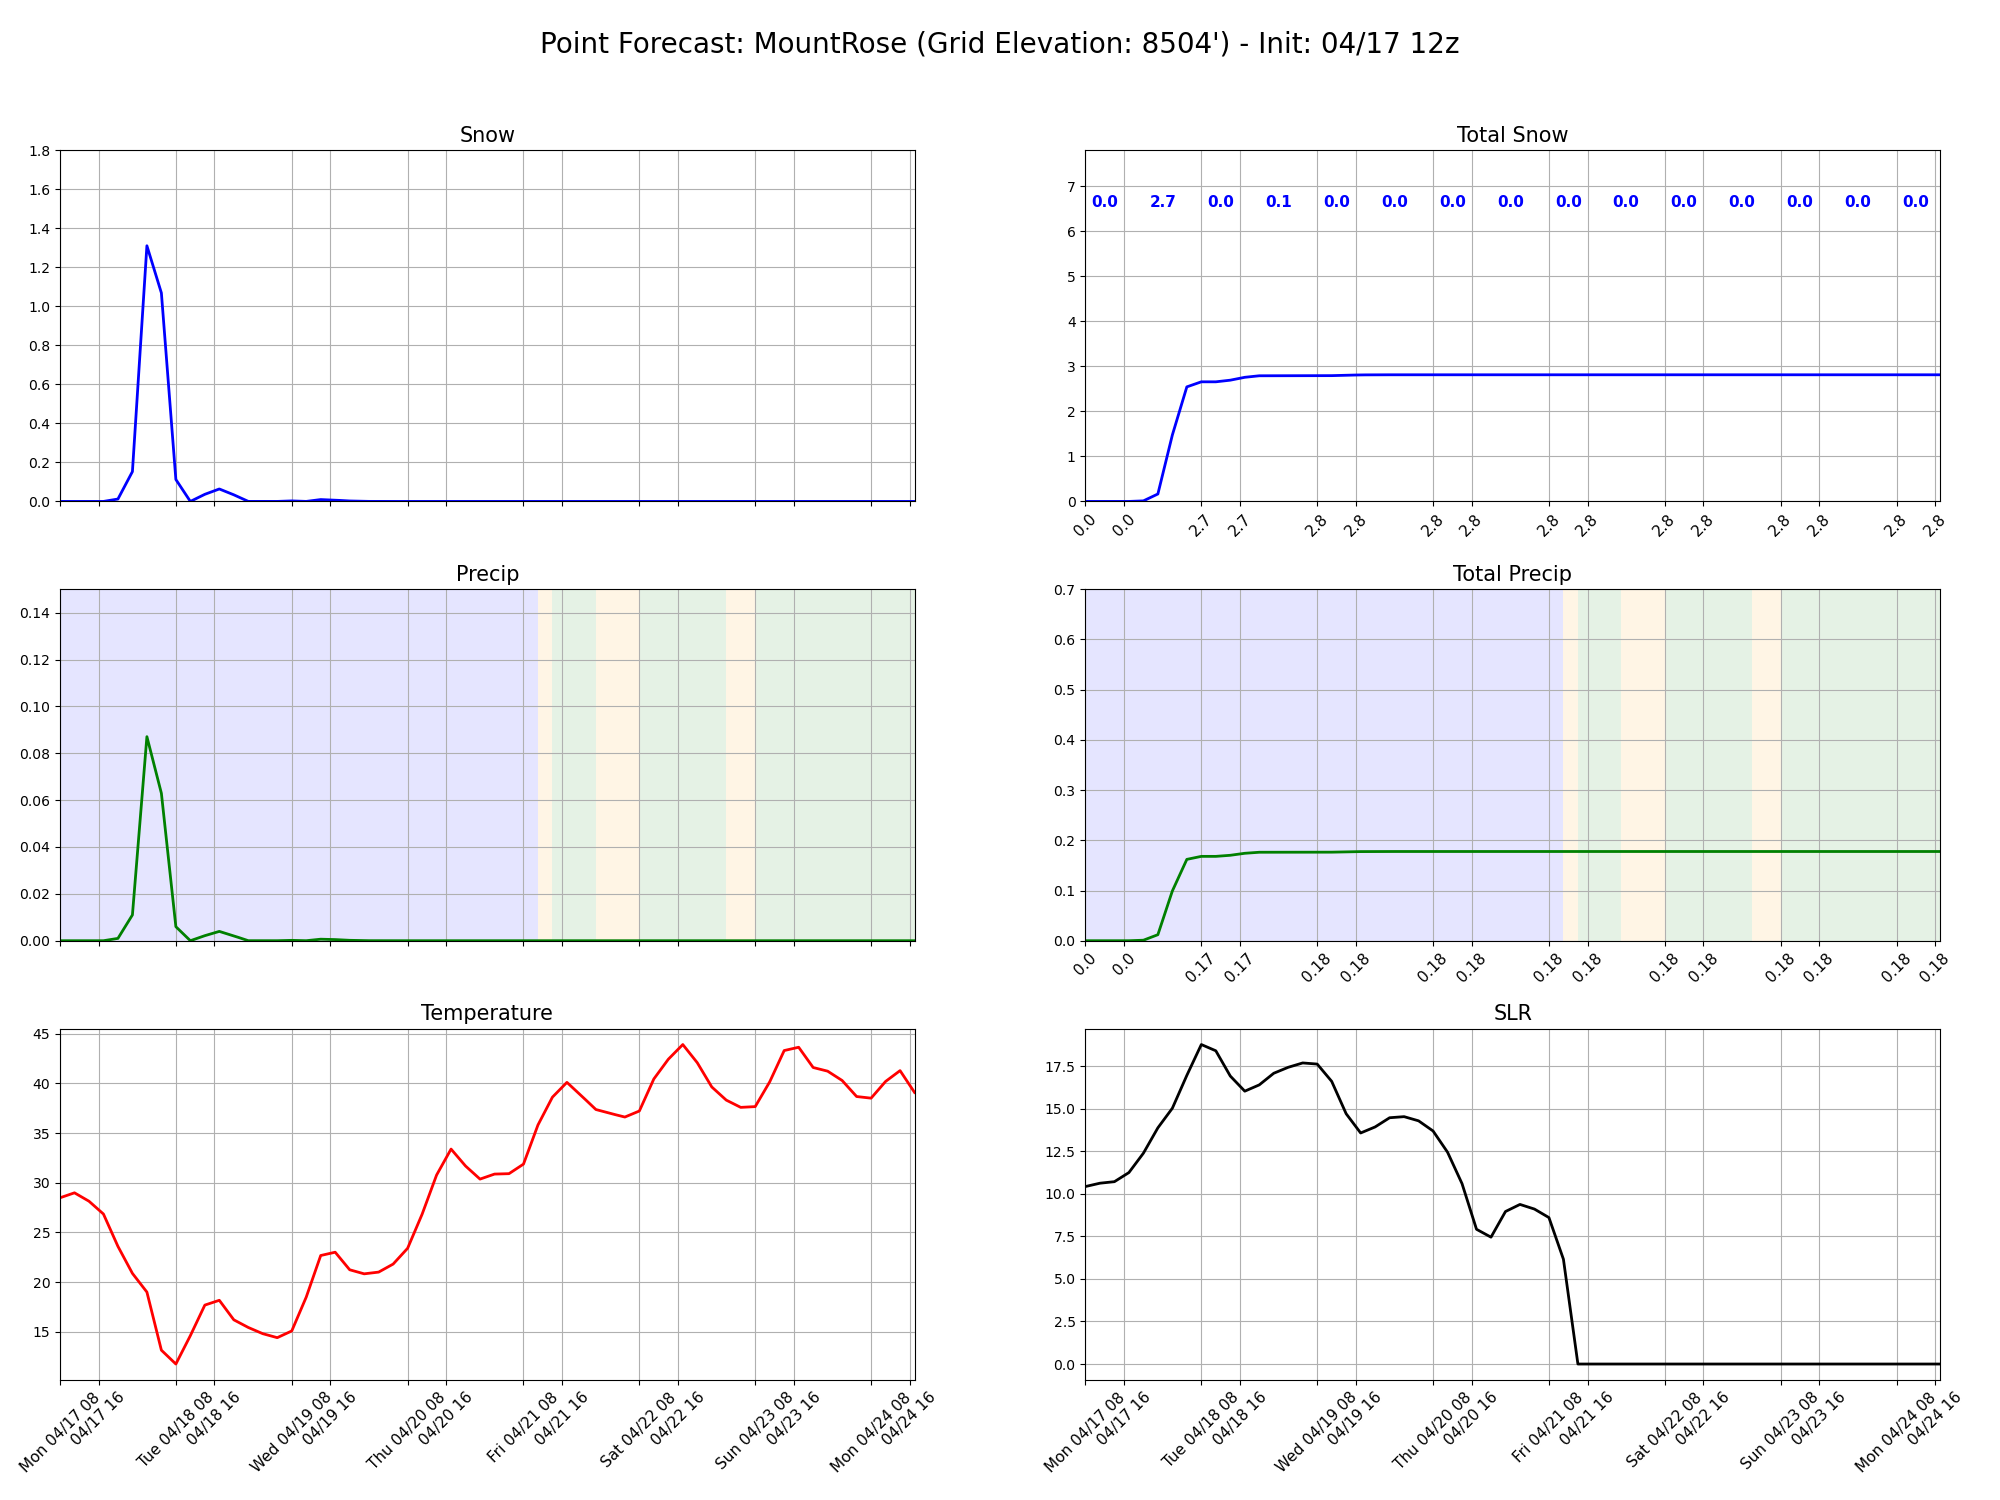 Point Forecast: MountRose (Grid Elevation: 8504') - Init: 04/17 12z
Snow
1.8
1.6
1.4
1.2
1.0
0.8
0.6
0.4
0.2
0.0
Total Snow
7
6
5
4
3
2
1
0
0.0 2.7 0.0 0.1 0.0 0.0 0.0 0.0 0.0 0.0 0.0 0.0 0.0 0.0 0.0
0.0 0.0 2.7 2.7 2.8 2.8 2.8 2.8 2.8 2.8 2.8 2.8 2.8 2.8 2.8 2.8
Precip
0.14
0.12
0.10
0.08
0.06
0.04
0.02
0.00
Total Precip
0.7
0.6
0.5
0.4
0.3
0.2
0.1
0.0
0.0 0.0 0.17 0.17 0.18 0.18 0.18 0.18 0.18 0.18 0.18 0.18 0.18 0.18 0.18 0.18
Temperature
45
40
35
30
25
20
15
Mon 04/17 08
04/17 16
Tue 04/18 08
04/18 16
Wed 04/19 08
04/19 16
Thu 04/20 08
04/20 16
Fri 04/21 08
04/21 16
Sat 04/22 08
04/22 16
Sun 04/23 08
04/23 16
Mon 04/24 08
04/24 16
SLR
17.5
15.0
12.5
10.0
7.5
5.0
2.5
0.0
Mon 04/17 08
04/17 16
Tue 04/18 08
04/18 16
Wed 04/19 08
04/19 16
Thu 04/20 08
04/20 16
Fri 04/21 08
04/21 16
Sat 04/22 08
04/22 16
Sun 04/23 08
04/23 16
Mon 04/24 08
04/24 16